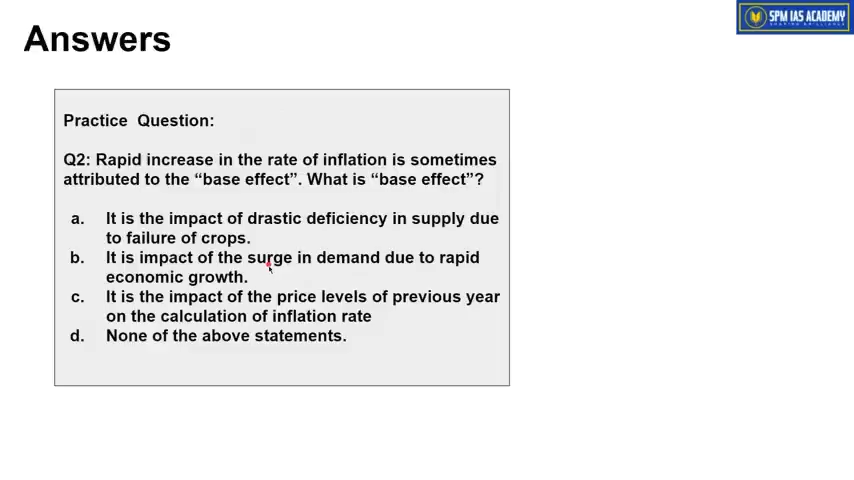 Answers
SPM IAS ACADEMY
Practice Question:
Q2: Rapid increase in the rate of inflation is sometimes
attributed to the “base effect”. What is “base effect”?
a. It is the impact of drastic deficiency in supply due
to failure of crops.
b. It is impact of the surge in demand due to rapid
economic growth.
c. It is the impact of the price levels of previous year
on the calculation of inflation rate
d. None of the above statements.